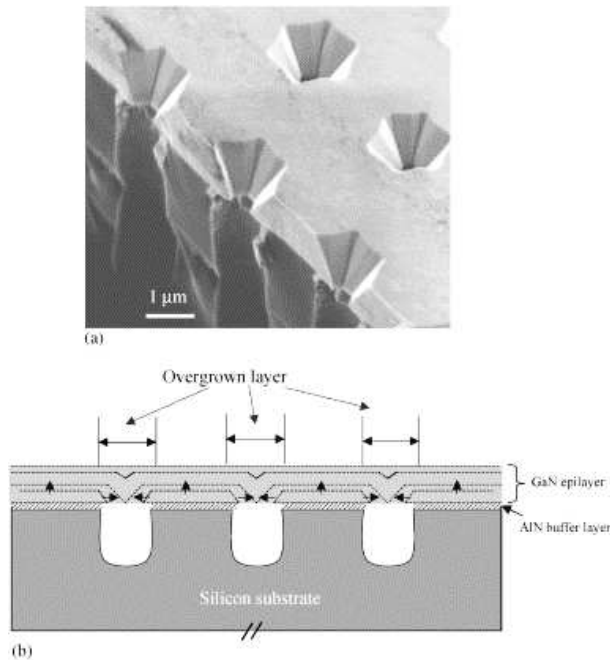 1 µm
(a)
Overgrown layer
GaN epilayer
AlN buffer layer
Silicon substrate
(b)